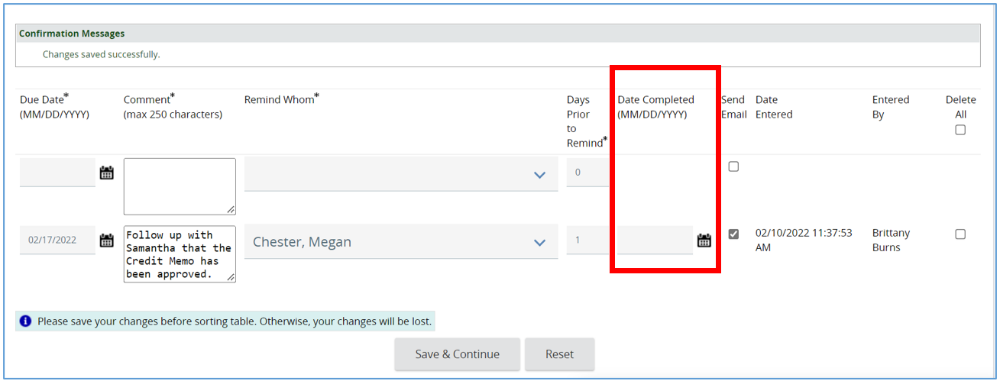 Confirmation Messages
Changes saved successfully.
Due Date*
(MM/DD/YYYY)
Comment*
(max 250 characters)
Remind Whom*
Days
Prior
to
Remind*
Date Completed
(MM/DD/YYYY)
Send
Email
Date
Entered
Entered
By
Delete
All
0
02/17/2022
Follow up with
Samantha that the
Credit Memo has
been approved.
Chester, Megan
1
02/10/2022 11:37:53
AM
Brittany
Burns
Please save your changes before sorting table. Otherwise, your changes will be lost.
Save & Continue
Reset